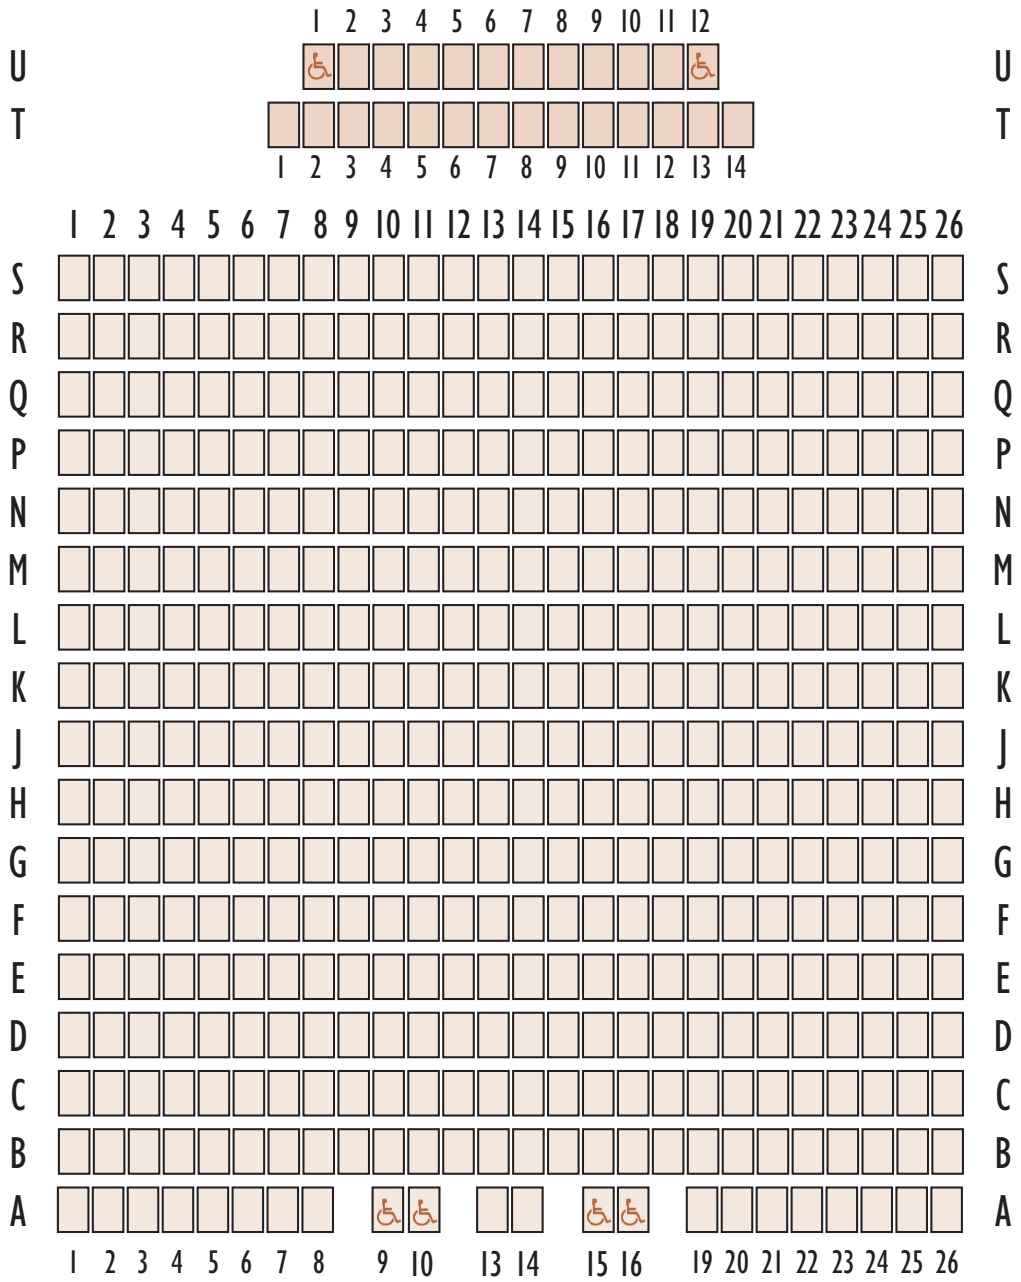 1 2 3 4 5 6 7 8 9 10 11 12
U U
T T
1 2 3 4 5 6 7 8 9 10 11 12 13 14
1 2 3 4 5 6 7 8 9 10 11 12 13 14 15 16 17 18 19 20 21 22 23 24 25 26
S S
R R
Q Q
P P
N N
M M
L L
K K
J J
H H
G G
F F
E E
D D
C C
B B
A A
1 2 3 4 5 6 7 8 9 10 13 14 15 16 19 20 21 22 23 24 25 26